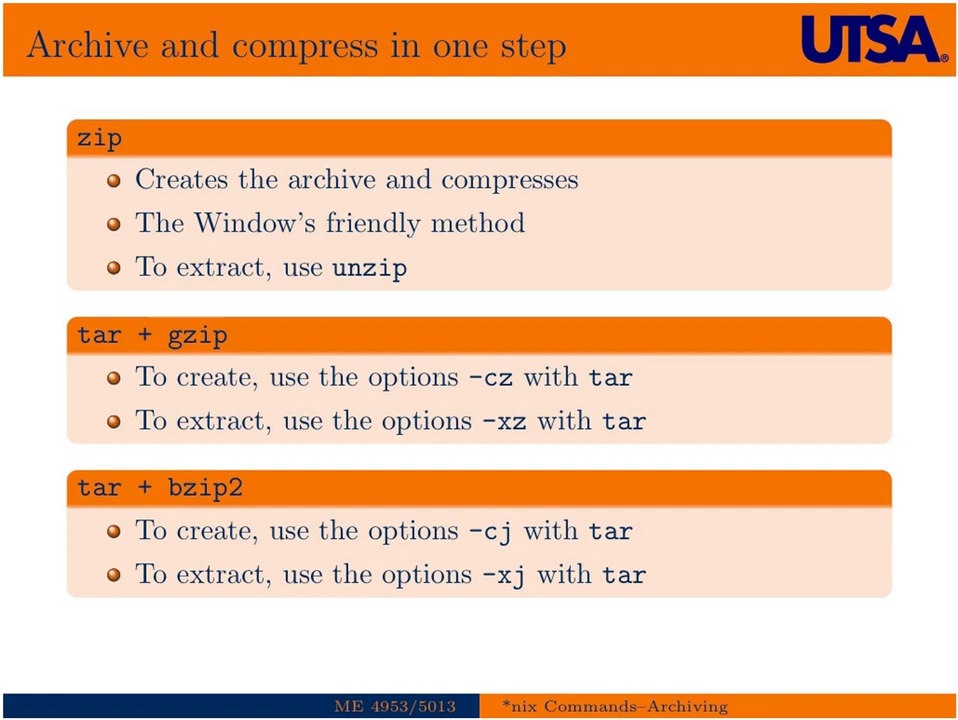 Archive and compress in one step
UTSA®
zip
Creates the archive and compresses
The Window's friendly method
To extract, use unzip
tar + gzip
To create, use the options -cz with tar
To extract, use the options -xz with tar
tar + bzip2
To create, use the options -cj with tar
To extract, use the options -xj with tar
ME 4953/5013
*nix Commands–Archiving